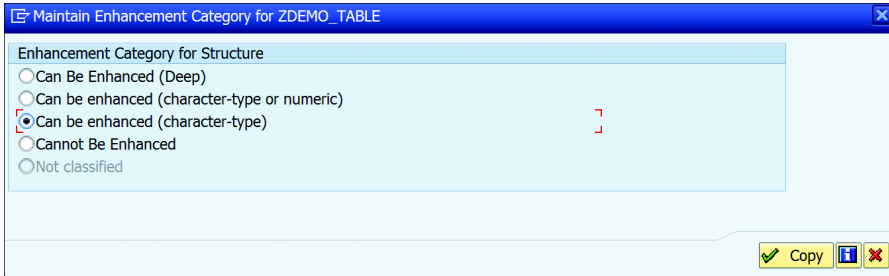 Maintain Enhancement Category for ZDEMO_TABLE
Enhancement Category for Structure
Can Be Enhanced (Deep)
Can be enhanced (character-type or numeric)
Can be enhanced (character-type)
Cannot Be Enhanced
Not classified
Copy